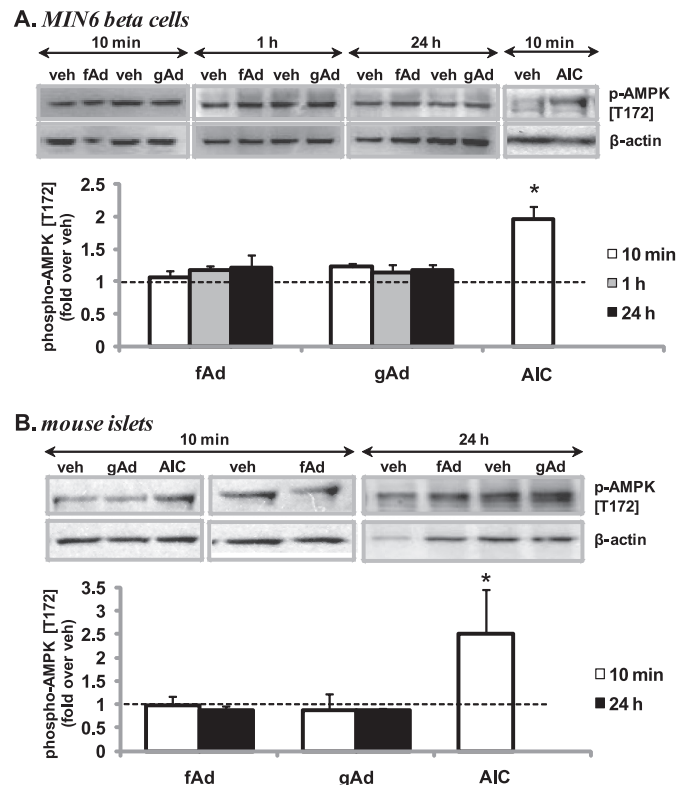 A. MIN6 beta cells
10 min 1 h 24 h 10 min
veh fAd veh gAd veh fAd veh gAd veh fAd veh gAd veh AIC
p-AMPK
[T172]
β-actin
phospho-AMPK [T172]
(fold over veh)
2.5
2
1.5
1
0.5
0
*
10 min
1 h
24 h
fAd gAd AIC
B. mouse islets
10 min 24 h
veh gAd AIC veh fAd veh fAd veh gAd
p-AMPK
[T172]
β-actin
phospho-AMPK [T172]
(fold over veh)
3.5
3
2.5
2
1.5
1
0.5
0
*
10 min
24 h
fAd gAd AIC